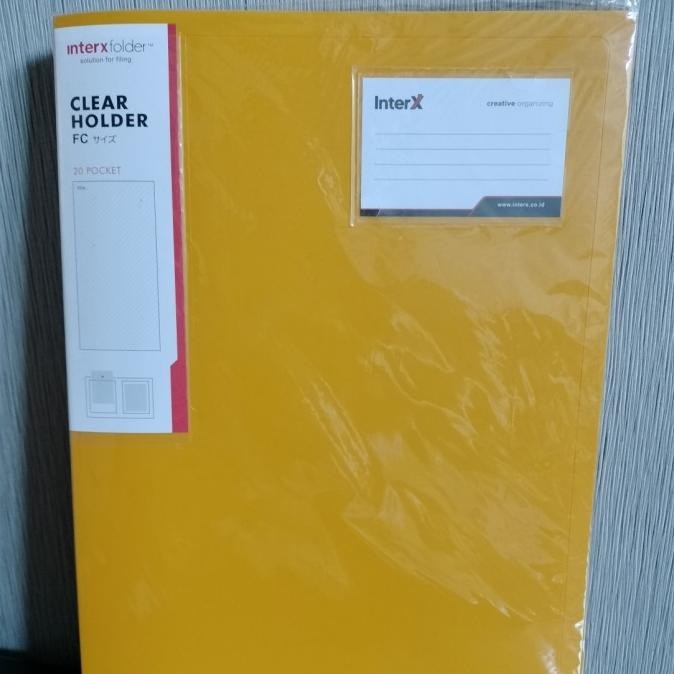 interxfolder™
solution for filing
CLEAR
HOLDER
FC サイズ
20 POCKET
InterX
creative organizing
www.interx.co.id